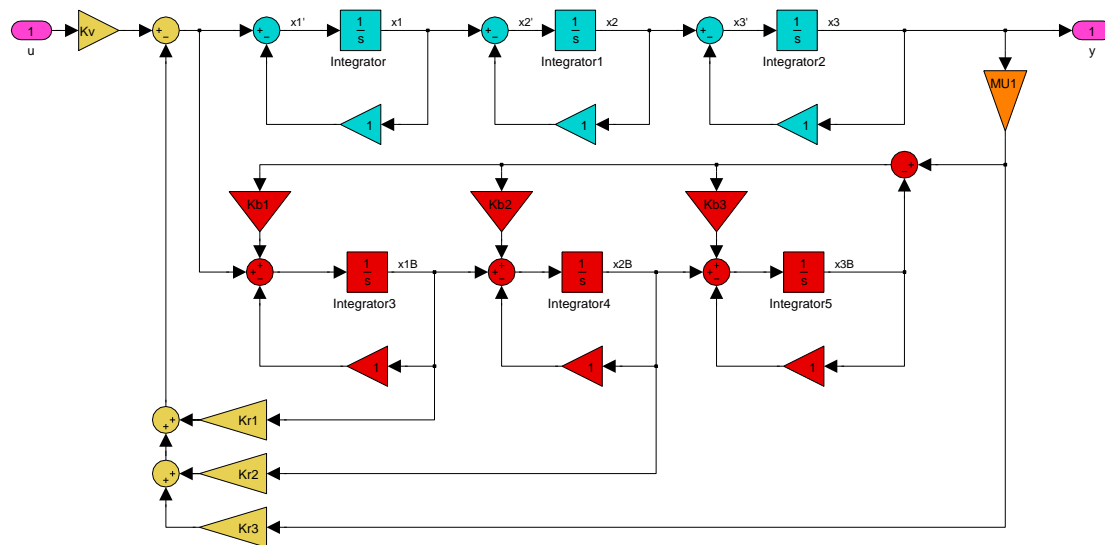 1
u
Kv
+
−
+
−
x1'
1
s
Integrator
x1
1
+
−
x2'
1
s
Integrator1
x2
1
+
−
x3'
1
s
Integrator2
x3
1
1
y
MU1
+
−
Kb1
Kb2
Kb3
+
+
−
1
s
Integrator3
x1B
1
+
+
−
1
s
Integrator4
x2B
1
+
+
−
1
s
Integrator5
x3B
1
+
+
Kr1
+
+
Kr2
Kr3